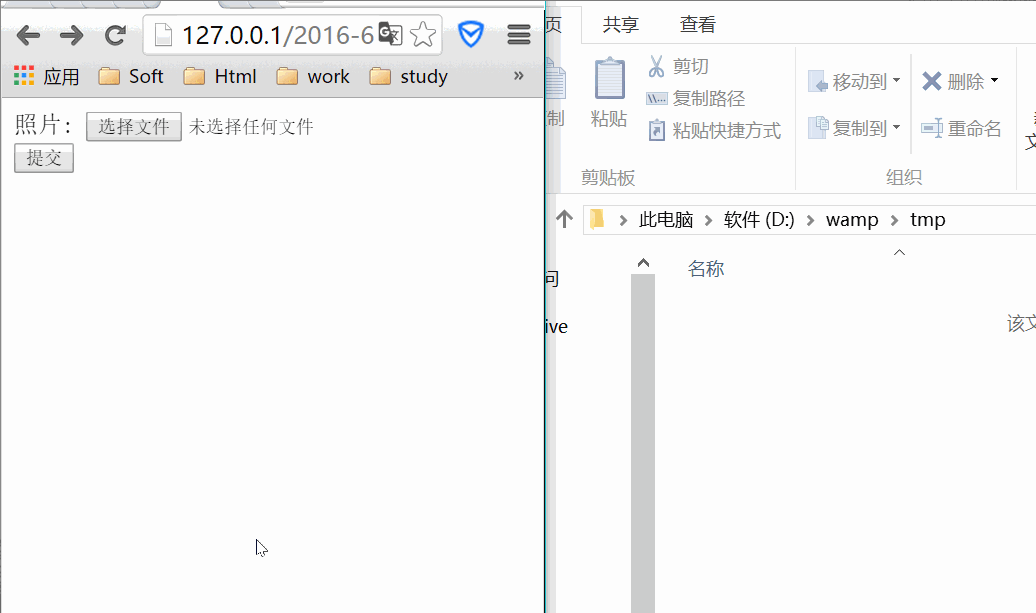 127.0.0.1/2016-6
应用 Soft Html work study »
照片： 选择文件 未选择任何文件
提交
页 共享 查看
制 粘贴
剪切
复制路径
粘贴快捷方式
剪贴板
移动到
复制到
删除
重命名
组织
此电脑 软件 (D:) wamp tmp
名称
问
ive
该文